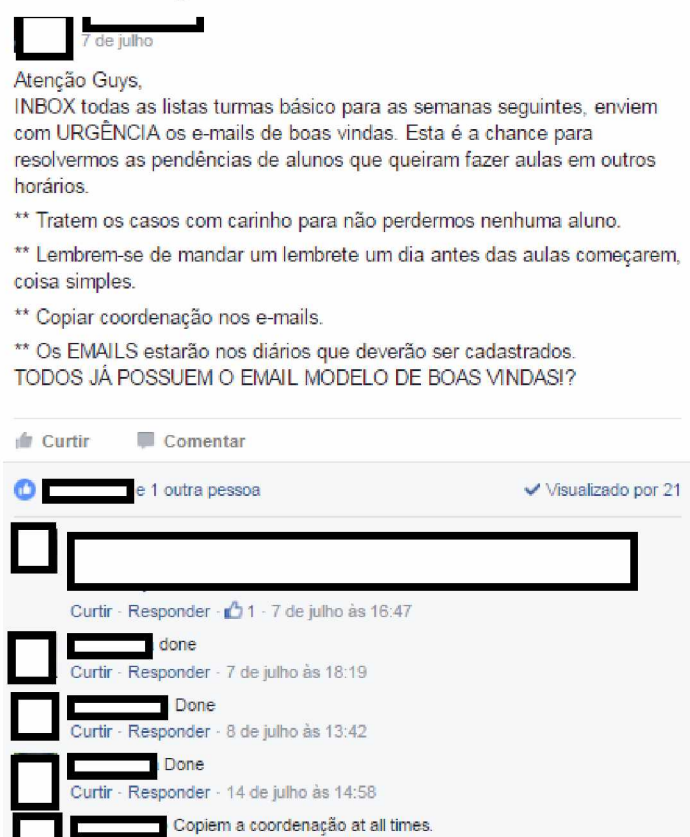 7 de julho
Atenção Guys,
INBOX todas as listas turmas básico para as semanas seguintes, enviem
com URGÊNCIA os e-mails de boas vindas. Esta é a chance para
resolvermos as pendências de alunos que queiram fazer aulas em outros
horários.
** Tratem os casos com carinho para não perdermos nenhuma aluno.
** Lembrem-se de mandar um lembrete um dia antes das aulas começarem,
coisa simples.
** Copiar coordenação nos e-mails.
** Os EMAILS estarão nos diários que deverão ser cadastrados.
TODOS JÁ POSSUEM O EMAIL MODELO DE BOAS VINDAS!?
Curtir Comentar
e 1 outra pessoa Visualizado por 21
Curtir · Responder · 1 · 7 de julho às 16:47
done
Curtir · Responder · 7 de julho às 18:19
Done
Curtir · Responder · 8 de julho às 13:42
Done
Curtir · Responder · 14 de julho às 14:58
Copiem a coordenação at all times.